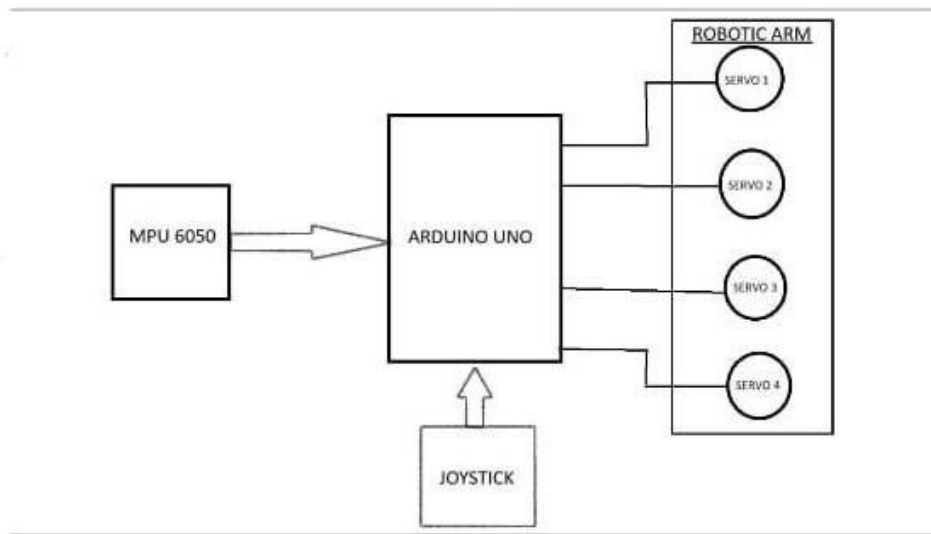 ROBOTIC ARM
SERVO 1
SERVO 2
MPU 6050
ARDUINO UNO
SERVO 3
SERVO 4
JOYSTICK